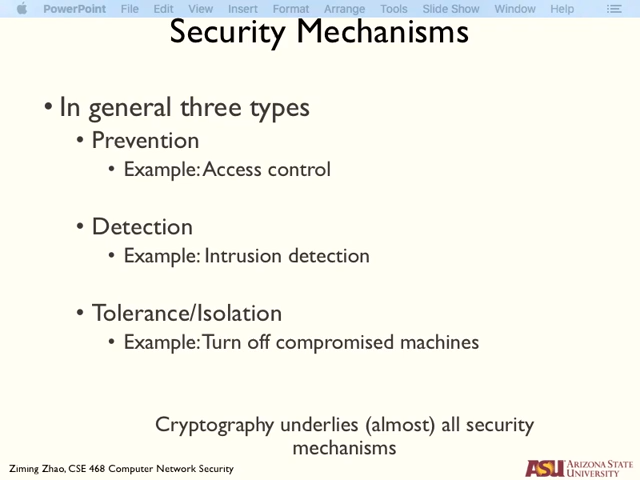 PowerPoint File Edit View Insert Format Arrange Tools Slide Show Window Help
Security Mechanisms
• In general three types
• Prevention
• Example: Access control
• Detection
• Example: Intrusion detection
• Tolerance/Isolation
• Example: Turn off compromised machines
Cryptography underlies (almost) all security
mechanisms
Ziming Zhao, CSE 468 Computer Network Security
ASU ARIZONA STATE
UNIVERSITY